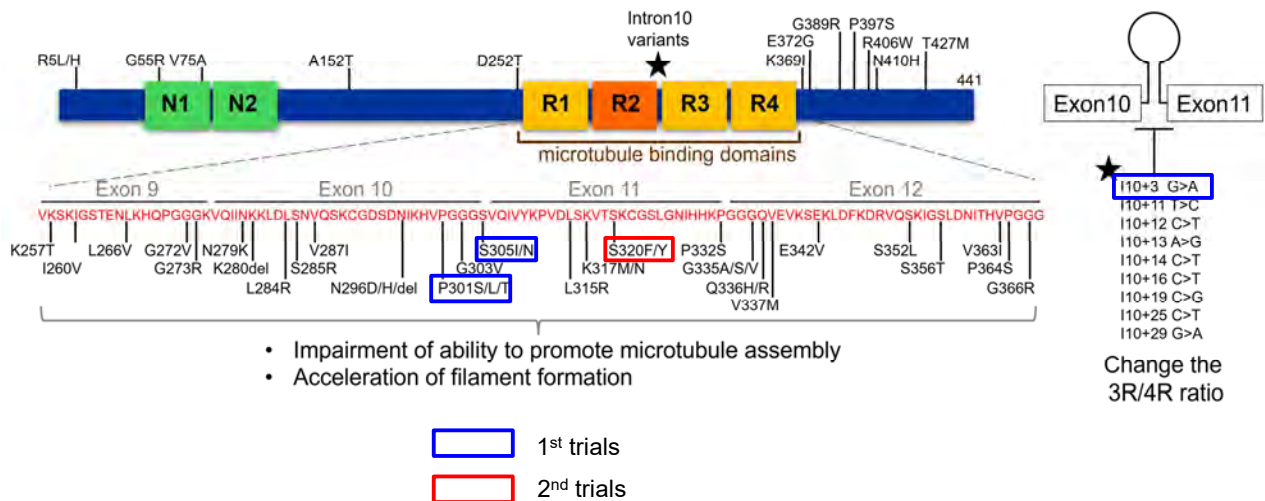 Intron10
variants
G389R
P397S
E372G
R406W
T427M
R5L/H
G55R
V75A
A152T
D252T
K369I
N410H
441
N1
N2
R1
R2
R3
R4
microtubule binding domains
Exon10
Exon11
Exon 9
Exon 10
Exon 11
Exon 12
VKSKIGSTENLKHQPGGGKVQIINKKLDLSNVQSKCGSDSDNIKHVPGGGSVQIVYKPVDLSKVTSKCGSLGNIHHKPGGGQVEVKSEKLDFKDRVQSKIGSLDNITHVPGGG
K257T
L266V
G272V
N279K
V287I
S305I/N
S320F/Y
P332S
E342V
S352L
V363I
I260V
G273R
K280del
S285R
G303V
K317M/N
G335A/S/V
S356T
P364S
L284R
N296D/H/del
P301S/L/T
L315R
Q336H/R
G366R
V337M
I10+3 G>A
I10+11 T>C
I10+12 C>T
I10+13 A>G
I10+14 C>T
I10+16 C>T
I10+19 C>G
I10+25 C>T
I10+29 G>A
Change the
3R/4R ratio
• Impairment of ability to promote microtubule assembly
• Acceleration of filament formation
1st trials
2nd trials